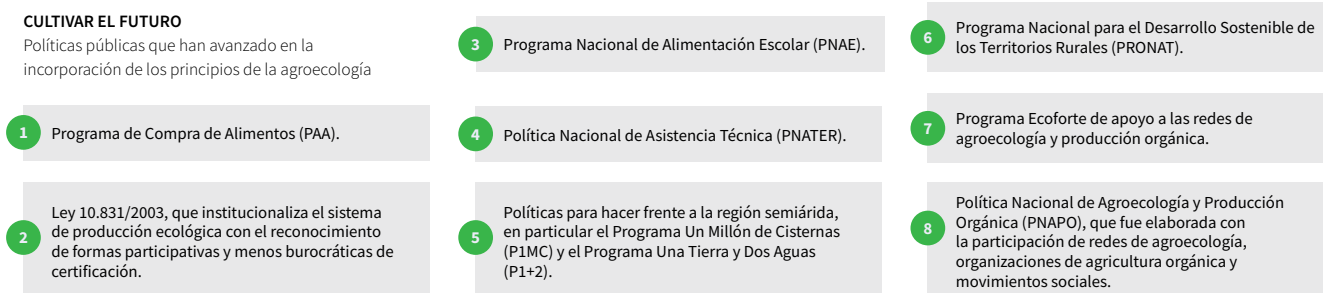 CULTIVAR EL FUTURO
Políticas públicas que han avanzado en la
incorporación de los principios de la agroecología
1
Programa de Compra de Alimentos (PAA).
2
Ley 10.831/2003, que institucionaliza el sistema
de producción ecológica con el reconocimiento
de formas participativas y menos burocráticas de
certificación.
3
Programa Nacional de Alimentación Escolar (PNAE).
4
Política Nacional de Asistencia Técnica (PNATER).
5
Políticas para hacer frente a la región semiárida,
en particular el Programa Un Millón de Cisternas
(P1MC) y el Programa Una Tierra y Dos Aguas
(P1+2).
6
Programa Nacional para el Desarrollo Sostenible de
los Territorios Rurales (PRONAT).
7
Programa Ecoforte de apoyo a las redes de
agroecología y producción orgánica.
8
Política Nacional de Agroecología y Producción
Orgánica (PNAPO), que fue elaborada con
la participación de redes de agroecología,
organizaciones de agricultura orgánica y
movimientos sociales.